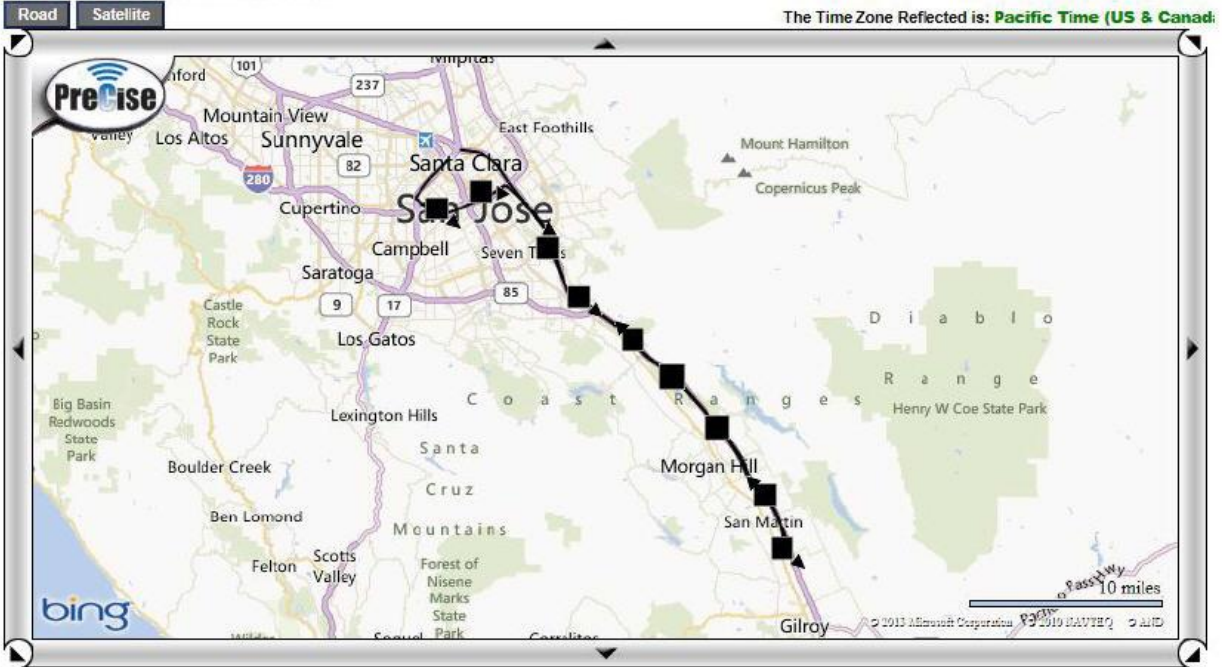 Road Satellite
The Time Zone Reflected is: Pacific Time (US & Canad
PreCise
101
237
Mountain View
Los Altos
Sunnyvale
East Foothills
Mount Hamilton
82
Santa Clara
280
Copernicus Peak
Cupertino
San Jose
Campbell
Seven
Saratoga
85
9
17
Castle
Rock
State
Park
Los Gatos
Diablo
Range
Coast Ranges
Henry W Coe State Park
Big Basin
Redwoods
State
Park
Lexington Hills
Santa
Cruz
Mountains
Boulder Creek
Morgan Hill
Ben Lomond
San Martin
Felton
Scotts
Valley
Forest of
Nisene
Marks
State
Park
bing
10 miles
Gilroy
© 2013 Microsoft Corporation © 2010 NAVTEQ © AND